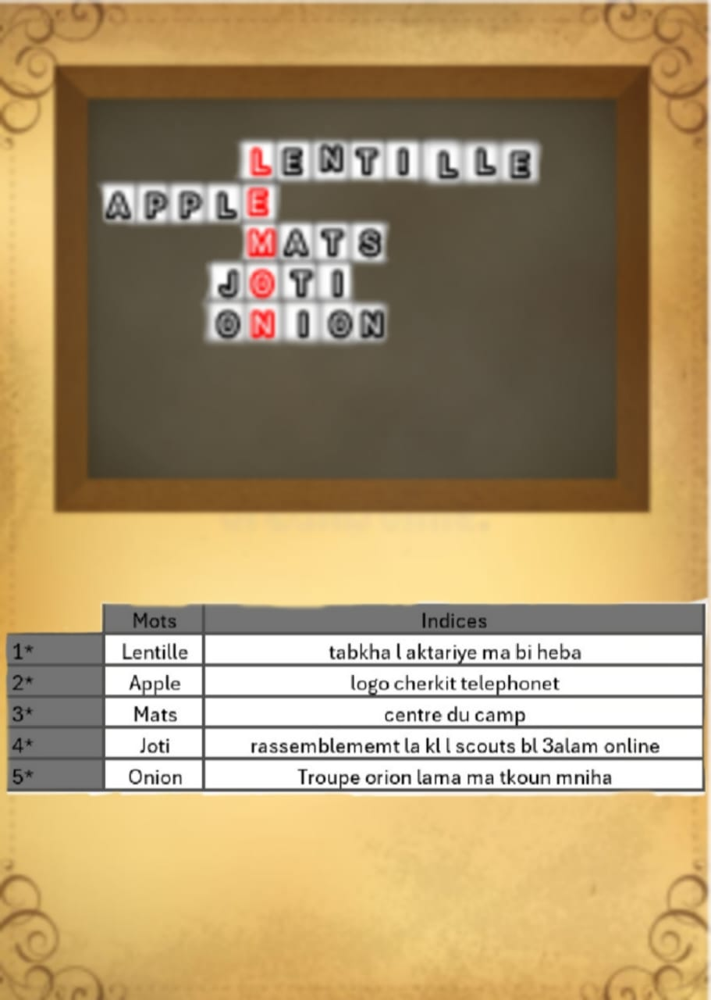 LENTILLE
APPLE
MATS
JOTI
ONION
Mots Indices
1* Lentille tabkha l aktariye ma bi heba
2* Apple logo cherkit telephonet
3* Mats centre du camp
4* Joti rassemblememt la kl l scouts bl 3alam online
5* Onion Troupe orion lama ma tkoun mniha